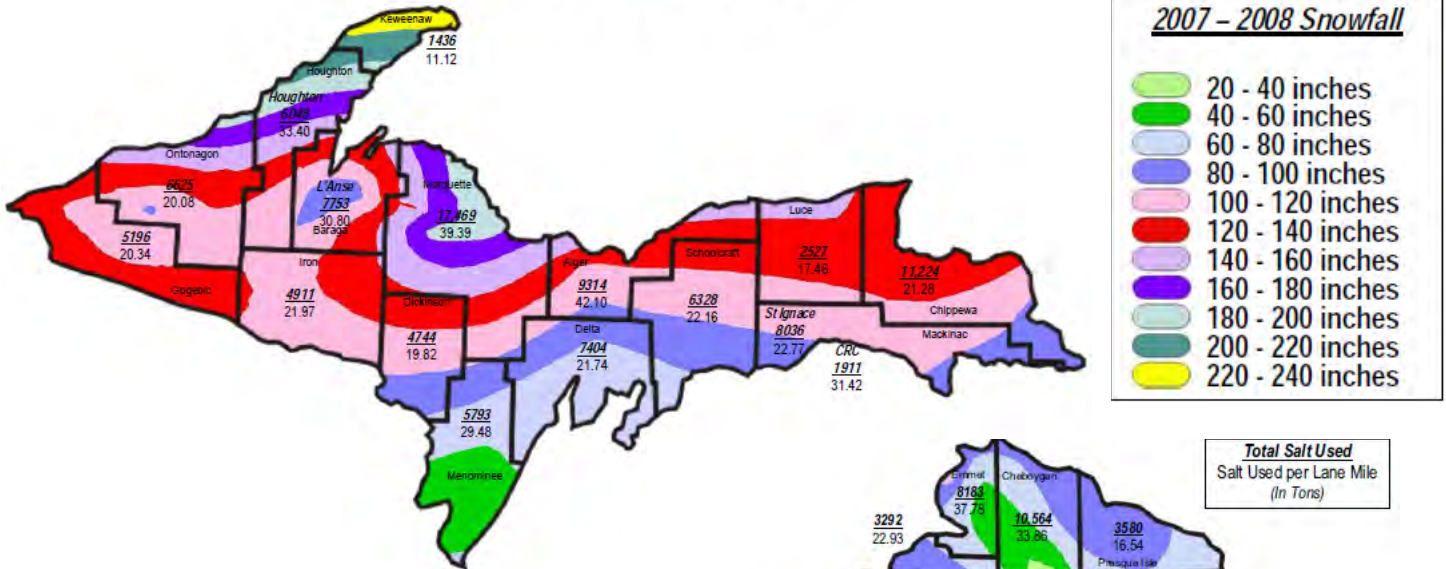 2007 – 2008 Snowfall
20 - 40 inches
40 - 60 inches
60 - 80 inches
80 - 100 inches
100 - 120 inches
120 - 140 inches
140 - 160 inches
160 - 180 inches
180 - 200 inches
200 - 220 inches
220 - 240 inches
Keweenaw
1436
11.12
Houghton
Houghton
6048
33.40
Ontonagon
6625
20.08
L'Anse
7753
30.80
Baraga
Marquette
17,469
39.39
5196
20.34
Gogebic
Iron
4911
21.97
Dickinson
4744
19.82
Alger
9314
42.10
Schoolcraft
6328
22.16
Luce
2527
17.46
11,224
21.28
Chippewa
St Ignace
8036
22.77
Mackinac
CRC
1911
31.42
Delta
7404
21.74
5793
29.48
Menominee
Total Salt Used
Salt Used per Lane Mile
(In Tons)
Emmet
8183
37.78
Cheboygan
10,564
33.86
3292
22.93
3580
16.54
Presque Isle